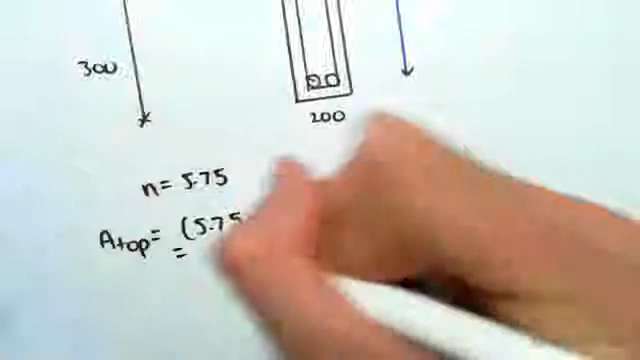 300
200
n = 5.75
Atop = (5.75
=